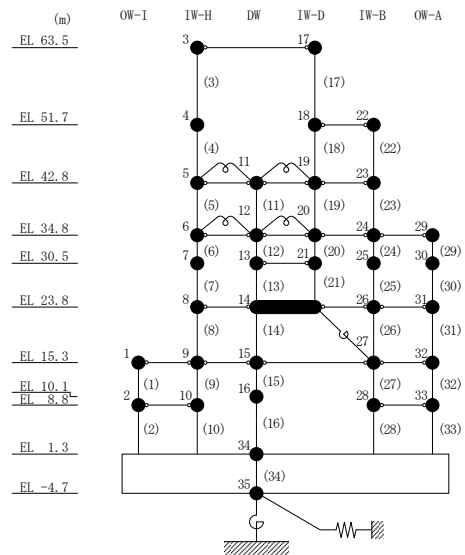 (m) OW-I IW-H DW IW-D IW-B OW-A
EL 63.5 3 17
(3) (17)
EL 51.7 4 18 22
(4) (18) (22)
11 19
EL 42.8 5 23
(5) (11) (19) (23)
12 20
EL 34.8 6 24 29
(6) (12) (20) (24) (29)
EL 30.5 7 13 21 25 30
(7) (13) (21) (25) (30)
EL 23.8 8 14 26 31
(8) (14) (26) (31)
27
EL 15.3 1 9 15 32
(1) (9) (15) (27) (32)
EL 10.1 16
EL 8.8 2 10 28 33
(2) (10) (16) (28) (33)
EL 1.3 34
(34)
EL -4.7 35